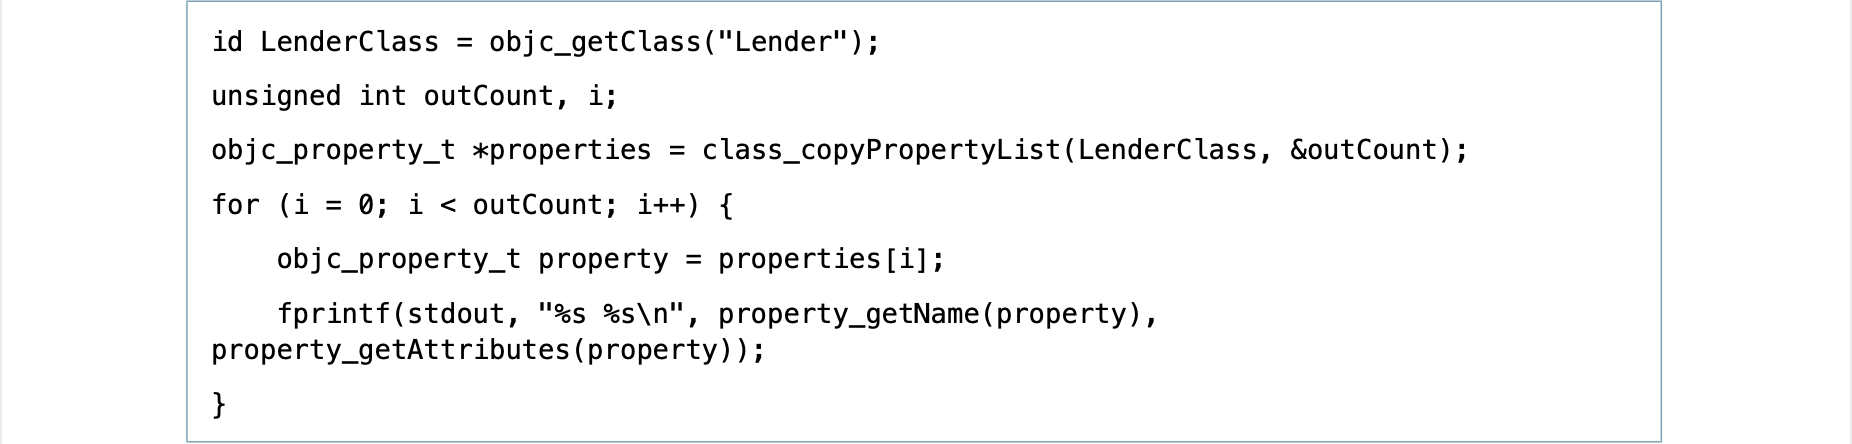 id LenderClass = objc_getClass("Lender");
unsigned int outCount, i;
objc_property_t *properties = class_copyPropertyList(LenderClass, &outCount);
for (i = 0; i < outCount; i++) {
    objc_property_t property = properties[i];
    fprintf(stdout, "%s %s\n", property_getName(property),
property_getAttributes(property));
}